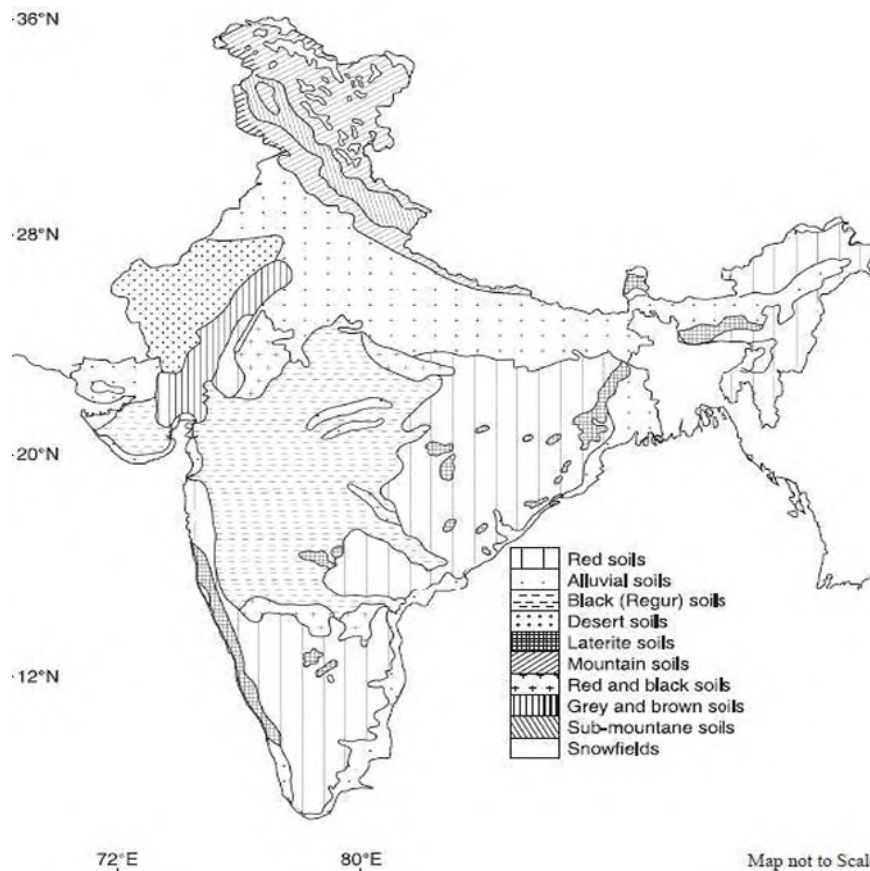 36°N
28°N
20°N
12°N
Red soils
Alluvial soils
Black (Regur) soils
Desert soils
Laterite soils
Mountain soils
Red and black soils
Grey and brown soils
Sub-mountane soils
Snowfields
72°E
80°E
Map not to Scale